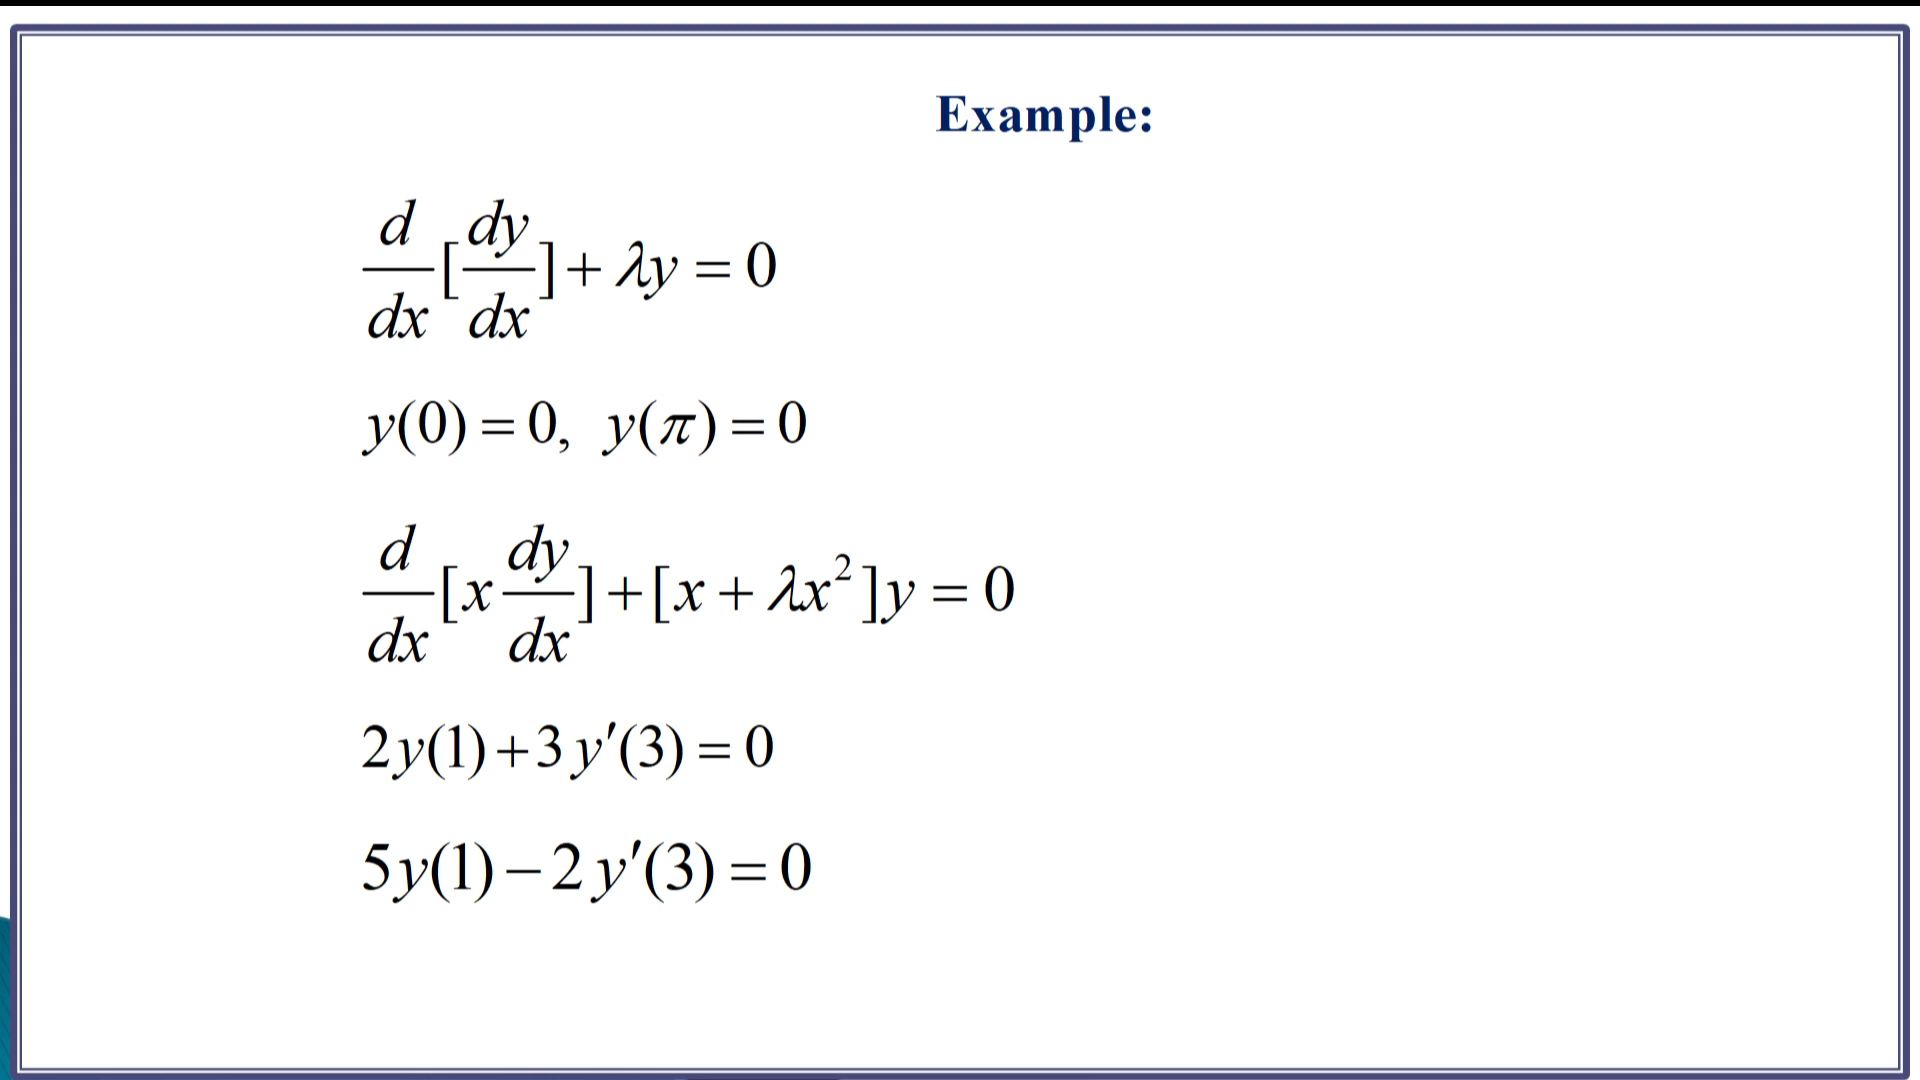 Example:
d/dx [dy/dx] + λy = 0
y(0) = 0, y(π) = 0
d/dx [x dy/dx] + [x + λx²]y = 0
2y(1) + 3y′(3) = 0
5y(1) − 2y′(3) = 0